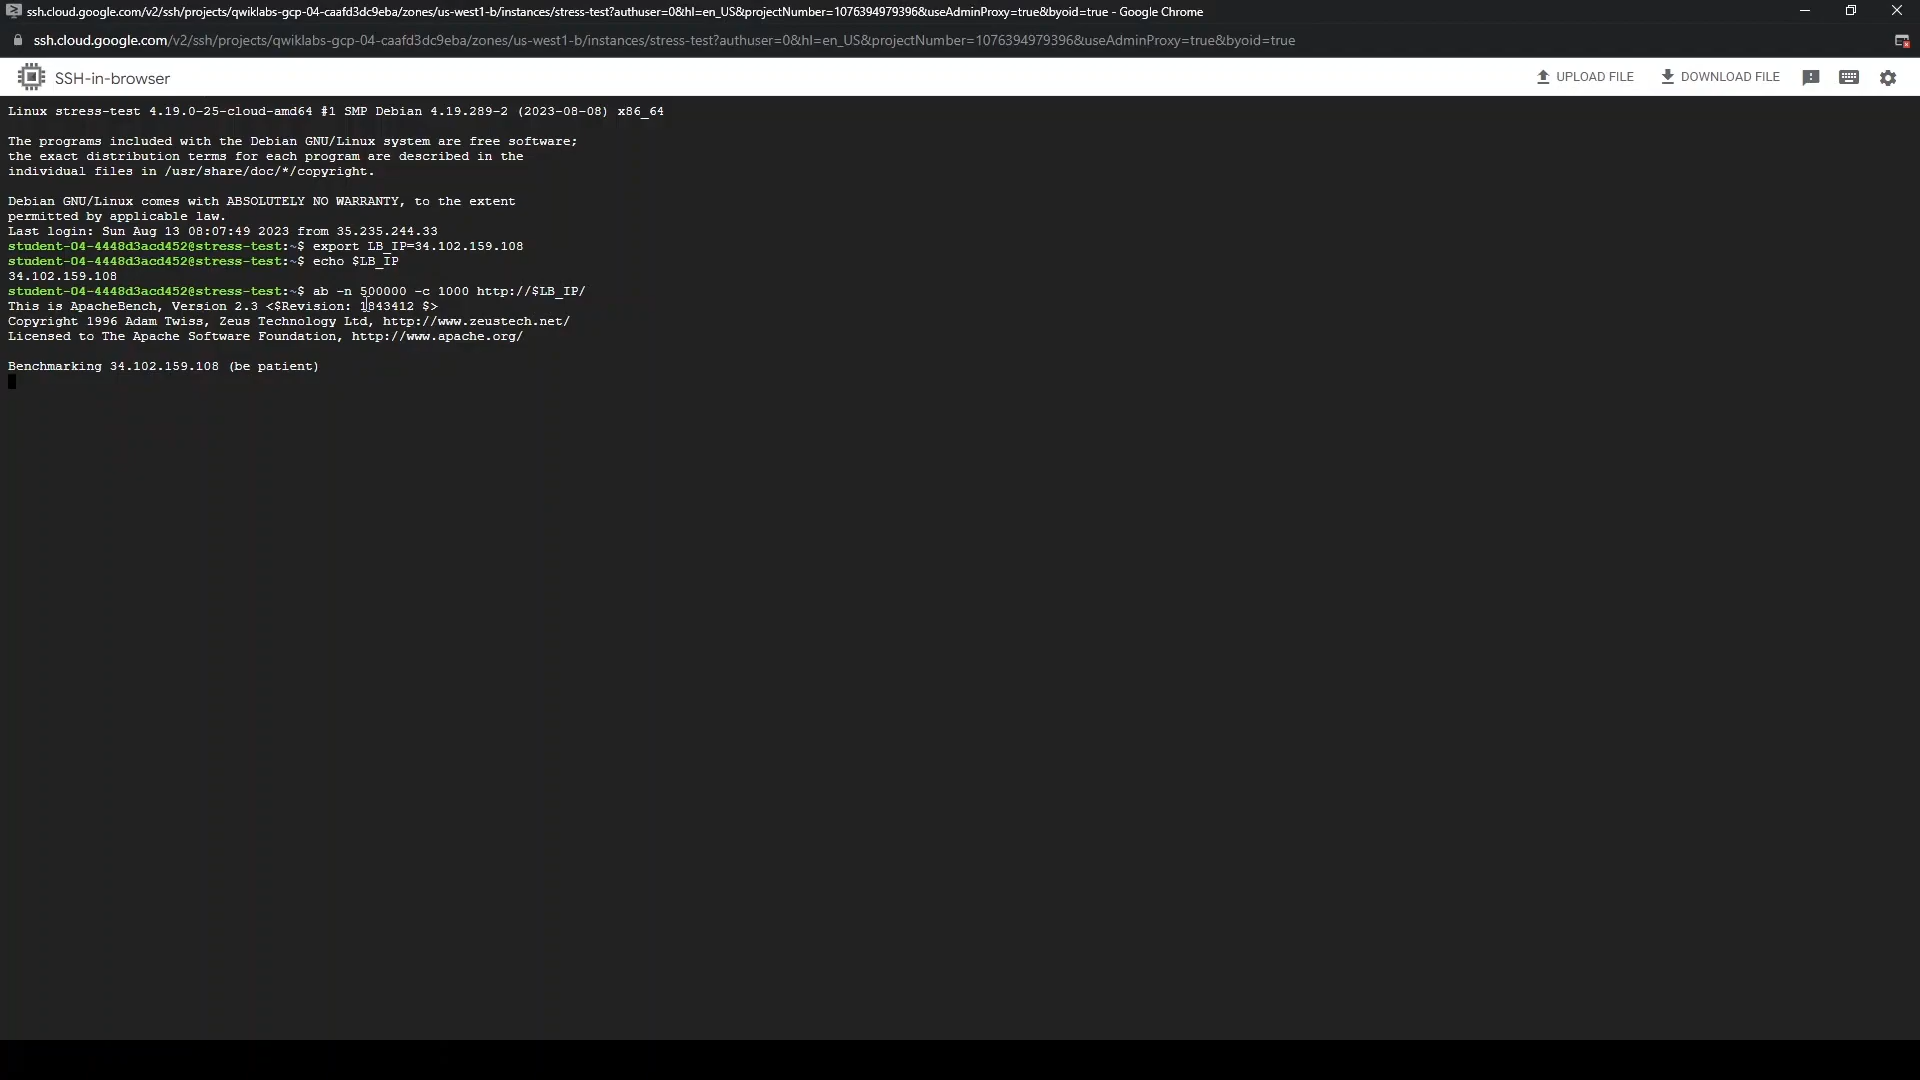 ssh.cloud.google.com/v2/ssh/projects/qwiklabs-gcp-04-caafd3dc9eba/zones/us-west1-b/instances/stress-test?authuser=0&hl=en_US&projectNumber=1076394979396&useAdminProxy=true&byoid=true - Google Chrome
ssh.cloud.google.com/v2/ssh/projects/qwiklabs-gcp-04-caafd3dc9eba/zones/us-west1-b/instances/stress-test?authuser=0&hl=en_US&projectNumber=1076394979396&useAdminProxy=true&byoid=true
SSH-in-browser UPLOAD FILE DOWNLOAD FILE
Linux stress-test 4.19.0-25-cloud-amd64 #1 SMP Debian 4.19.289-2 (2023-08-08) x86_64
The programs included with the Debian GNU/Linux system are free software;
the exact distribution terms for each program are described in the
individual files in /usr/share/doc/*/copyright.
Debian GNU/Linux comes with ABSOLUTELY NO WARRANTY, to the extent
permitted by applicable law.
Last login: Sun Aug 13 08:07:49 2023 from 35.235.244.33
student-04-4448d3acd452@stress-test:~$ export LB_IP=34.102.159.108
student-04-4448d3acd452@stress-test:~$ echo $LB_IP
34.102.159.108
student-04-4448d3acd452@stress-test:~$ ab -n 500000 -c 1000 http://$LB_IP/
This is ApacheBench, Version 2.3 <$Revision: 1843412 $>
Copyright 1996 Adam Twiss, Zeus Technology Ltd, http://www.zeustech.net/
Licensed to The Apache Software Foundation, http://www.apache.org/
Benchmarking 34.102.159.108 (be patient)